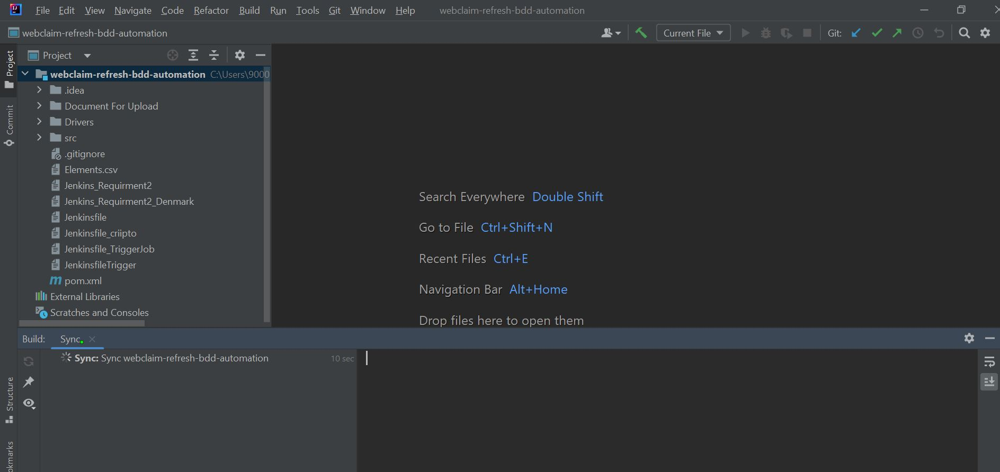 IJ
File Edit View Navigate Code Refactor Build Run Tools Git Window Help webclaim-refresh-bdd-automation
webclaim-refresh-bdd-automation
Current File
Git:
Project
Project
Commit
Structure
okmarks
webclaim-refresh-bdd-automation C:\Users\9000
.idea
Document For Upload
Drivers
src
.gitignore
Elements.csv
Jenkins_Requirment2
Jenkins_Requirment2_Denmark
Jenkinsfile
Jenkinsfile_criipto
Jenkinsfile_TriggerJob
JenkinsfileTrigger
m pom.xml
External Libraries
Scratches and Consoles
Search Everywhere Double Shift
Go to File Ctrl+Shift+N
Recent Files Ctrl+E
Navigation Bar Alt+Home
Drop files here to open them
Build: Sync
Sync: Sync webclaim-refresh-bdd-automation 10 sec